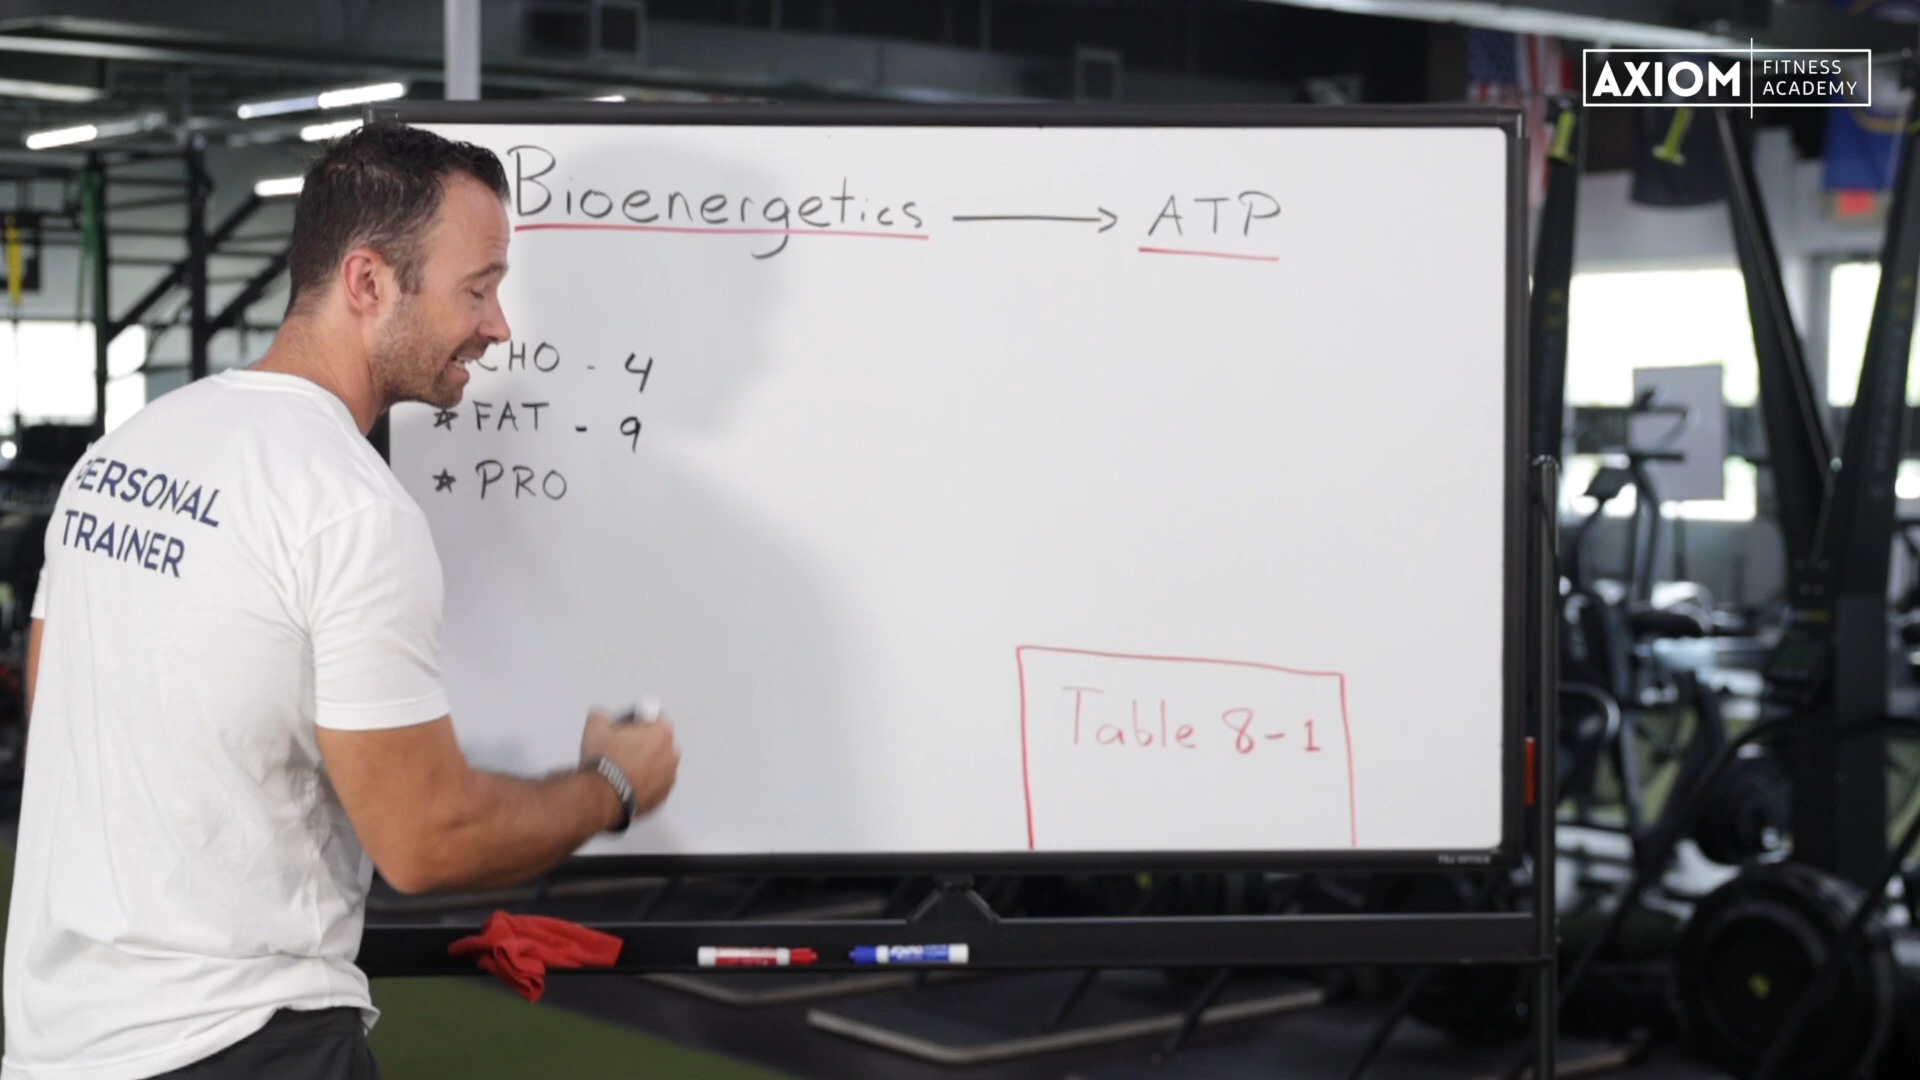 AXIOM FITNESS
ACADEMY
Bioenergetics → ATP
CHO - 4
★ FAT - 9
★ PRO
PERSONAL
TRAINER
Table 8-1